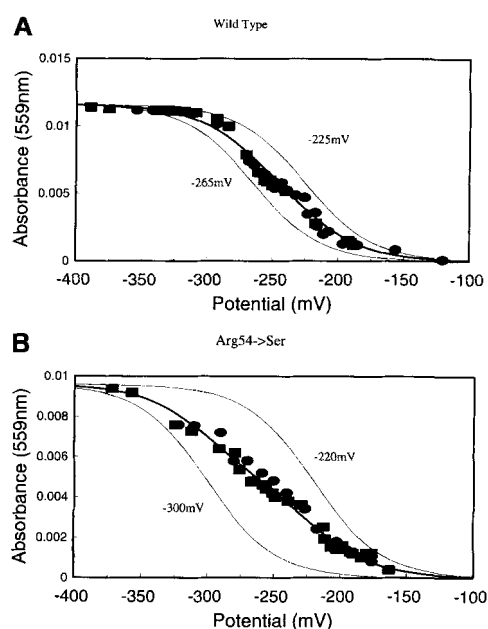 A
Wild Type
0.015
0.01
0.005
0
Absorbance (559nm)
-225mV
-265mV
-400 -350 -300 -250 -200 -150 -100
Potential (mV)
B
Arg54->Ser
0.01
0.008
0.006
0.004
0.002
0
Absorbance (559nm)
-220mV
-300mV
-400 -350 -300 -250 -200 -150 -100
Potential (mV)